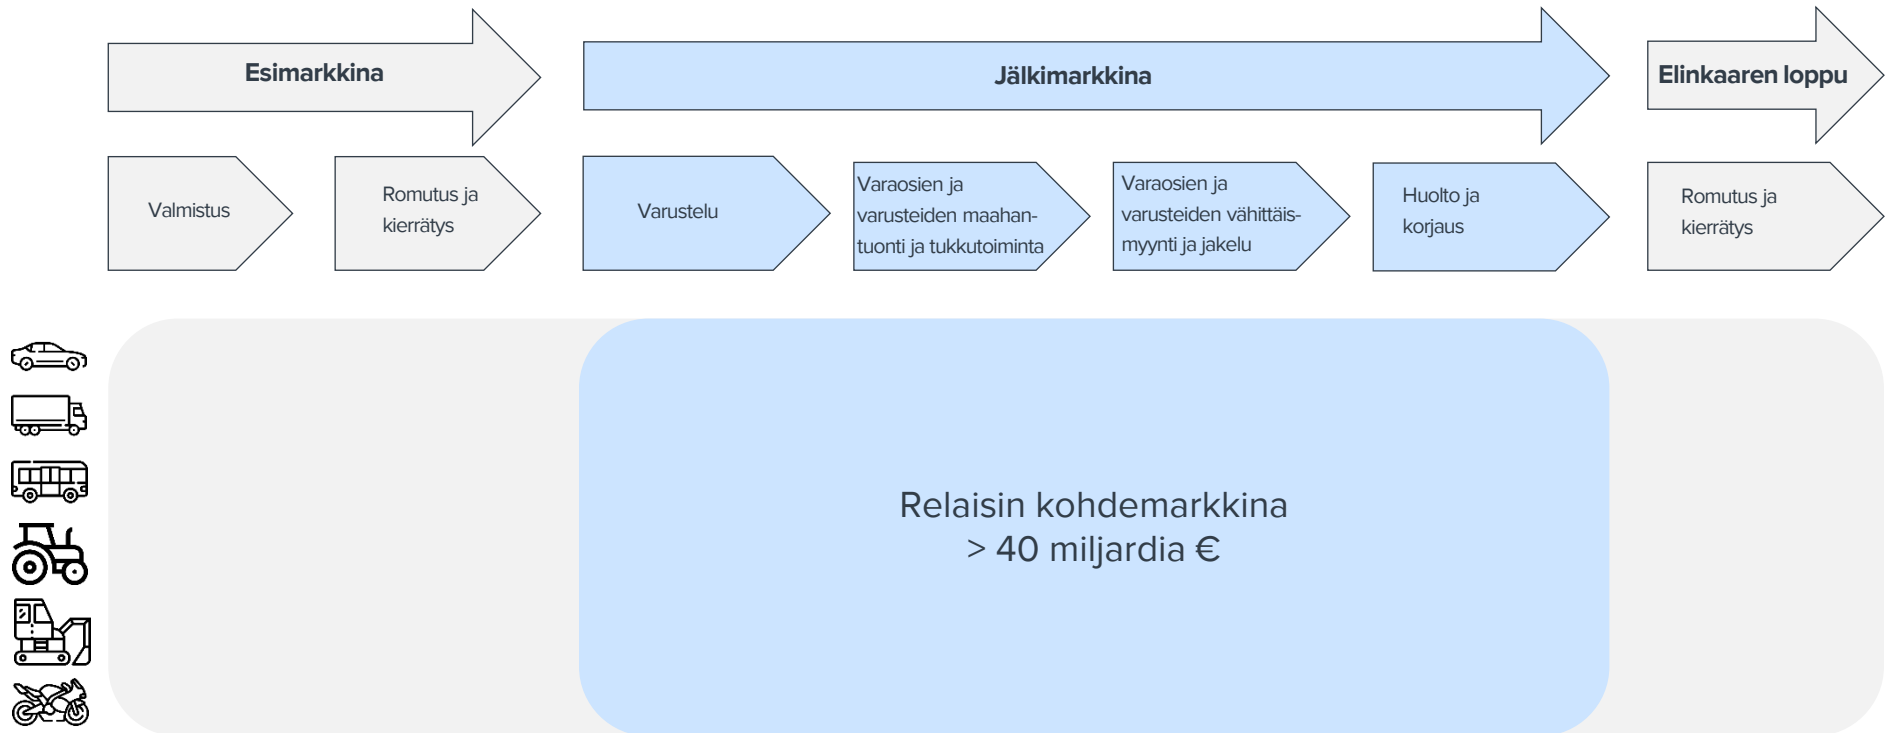 Esimarkkina
Jälkimarkkina
Elinkaaren loppu
Valmistus
Romutus ja
kierrätys
Varustelu
Varaosien ja
varusteiden maahan-
tuonti ja tukkutoiminta
Varaosien ja
varusteiden vähittäis-
myynti ja jakelu
Huolto ja
korjaus
Romutus ja
kierrätys
Relaisin kohdemarkkina
> 40 miljardia €